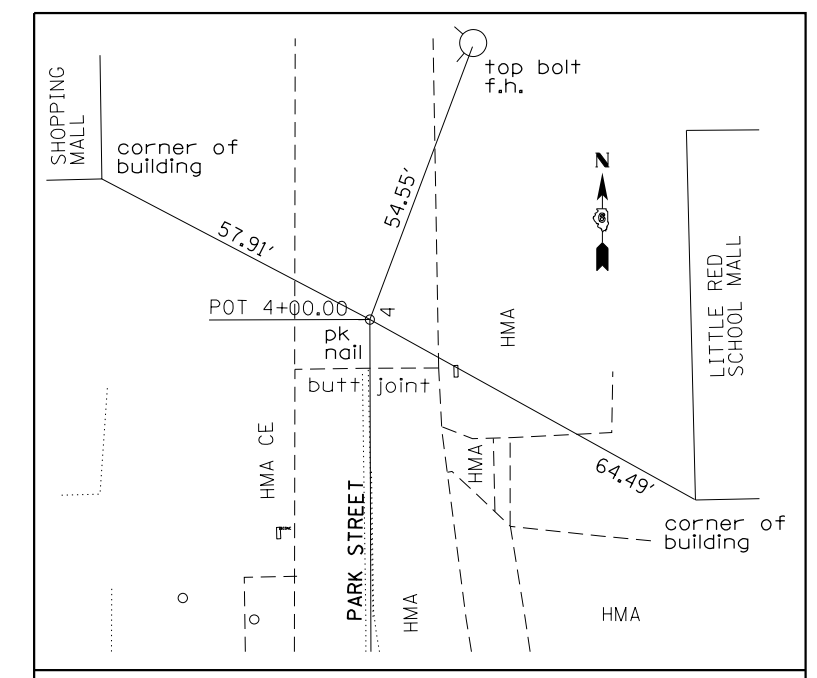 top bolt
f.h.
SHOPPING
MALL
corner of
building
N
54.55'
57.91'
POT 4+00.00
4
pk
nail
HMA
LITTLE RED
SCHOOL MALL
butt joint
HMA CE
HMA
64.49'
PARK STREET
corner of
building
HMA
HMA